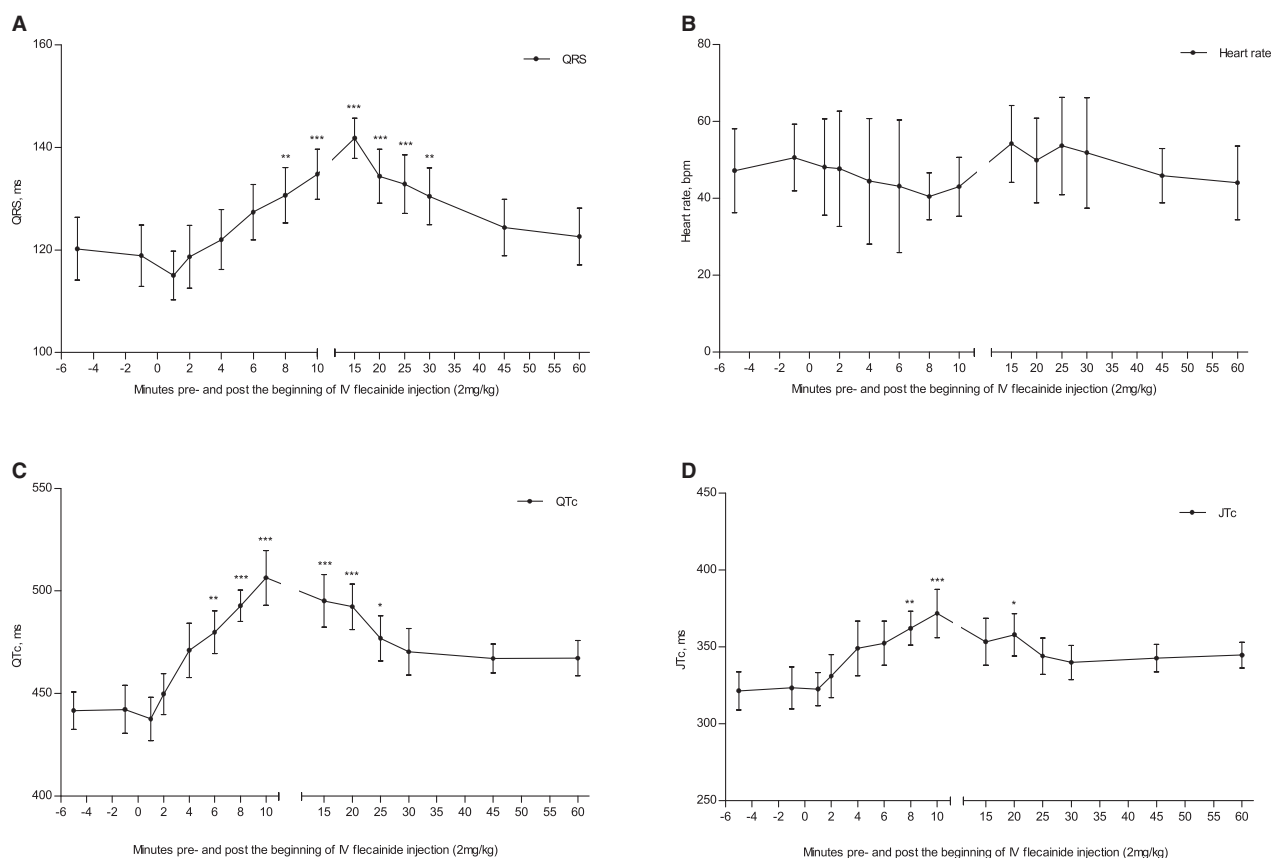 A
160
140
120
100
QRS, ms
QRS
***
**
***
***
***
**
-6 -4 -2 0 2 4 6 8 10 15 20 25 30 35 40 45 50 55 60
Minutes pre- and post the beginning of IV flecainide injection (2mg/kg)
B
80
60
40
20
0
Heart rate, bpm
Heart rate
-6 -4 -2 0 2 4 6 8 10 15 20 25 30 35 40 45 50 55 60
Minutes pre- and post the beginning of IV flecainide injection (2mg/kg)
C
550
500
450
400
QTc, ms
QTc
***
***
***
***
**
*
-6 -4 -2 0 2 4 6 8 10 15 20 25 30 35 40 45 50 55 60
Minutes pre- and post the beginning of IV flecainide injection (2mg/kg)
D
450
400
350
300
250
JTc, ms
JTc
***
**
*
-6 -4 -2 0 2 4 6 8 10 15 20 25 30 35 40 45 50 55 60
Minutes pre- and post the beginning of IV flecainide injection (2mg/kg)